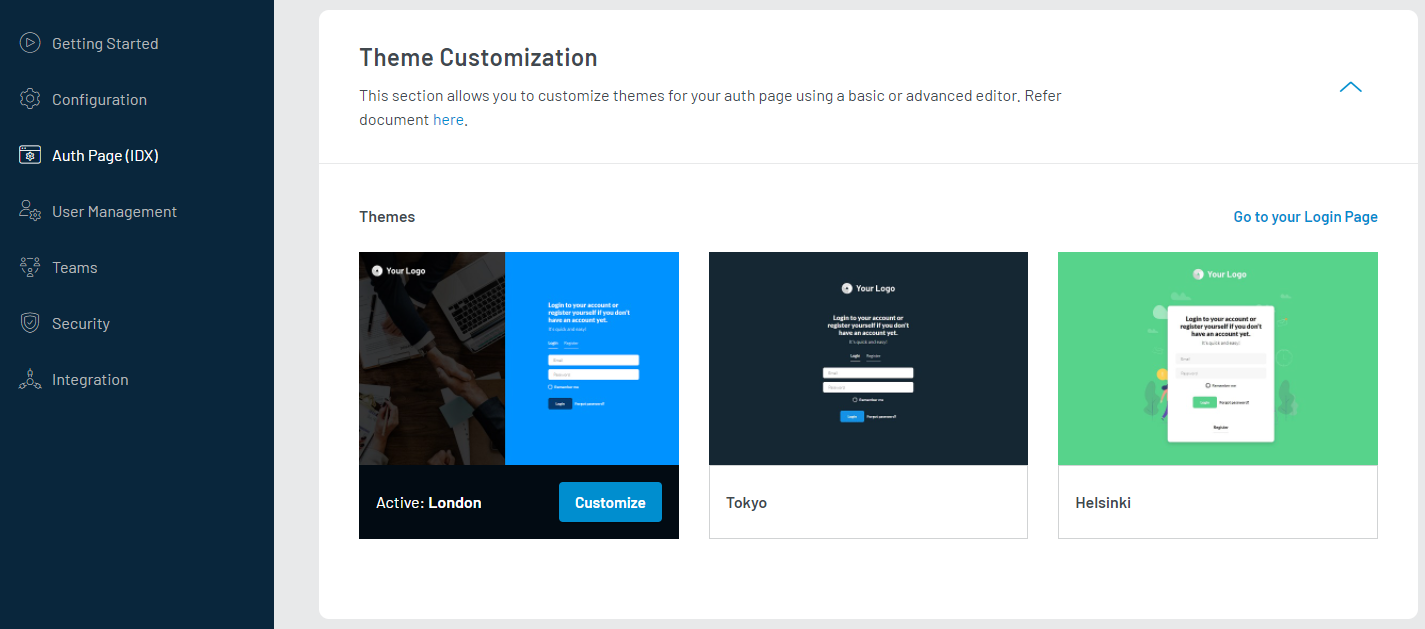 Getting Started
Configuration
Auth Page (IDX)
User Management
Teams
Security
Integration
Theme Customization
This section allows you to customize themes for your auth page using a basic or advanced editor. Refer
document here.
Themes
Go to your Login Page
Your Logo
Login to your account or
register yourself if you don't
have an account yet.
It's quick and easy!
Login Register
Email
Password
Remember me
Login Forgot password?
Active: London
Customize
Your Logo
Login to your account or
register yourself if you don't
have an account yet.
It's quick and easy!
Login Register
Email
Password
Remember me
Login Forgot password?
Tokyo
Your Logo
Login to your account or
register yourself if you don't
have an account yet.
It's quick and easy!
Email
Password
Remember me
Login Forgot password?
Register
Helsinki